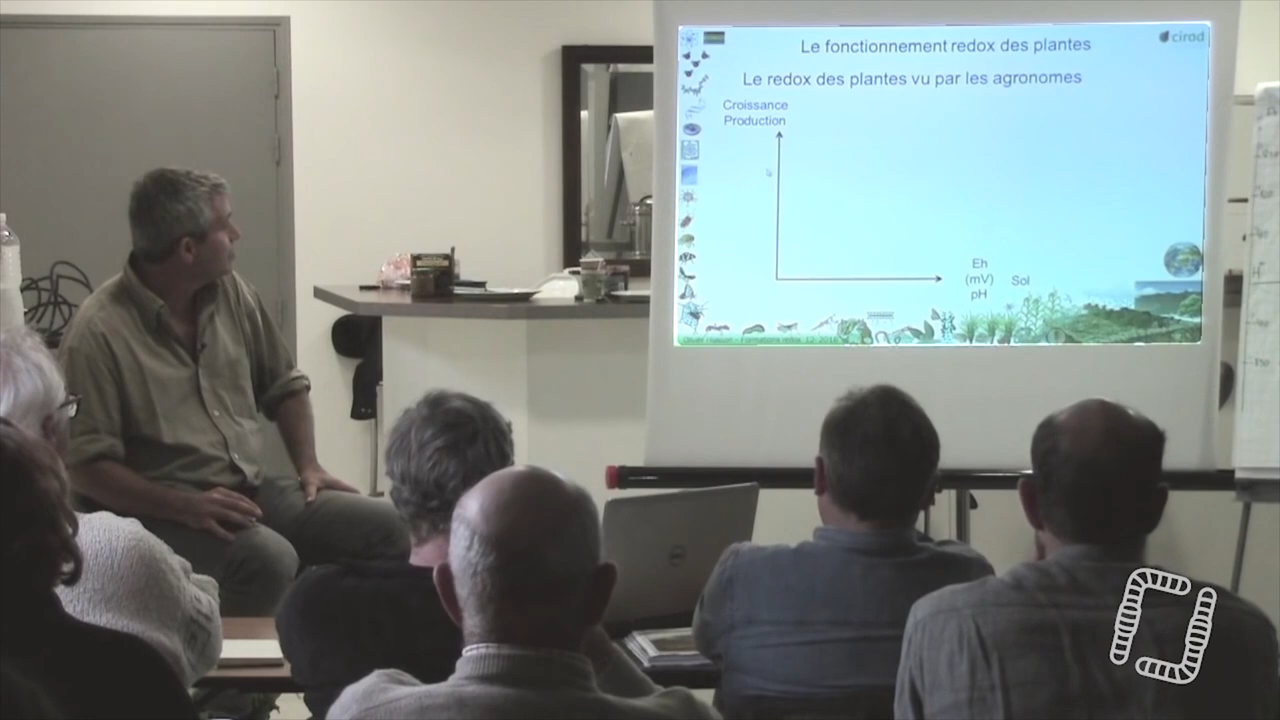 Le fonctionnement redox des plantes
cirad
Le redox des plantes vu par les agronomes
Croissance
Production
Eh
(mV)
pH
Sol
DELL